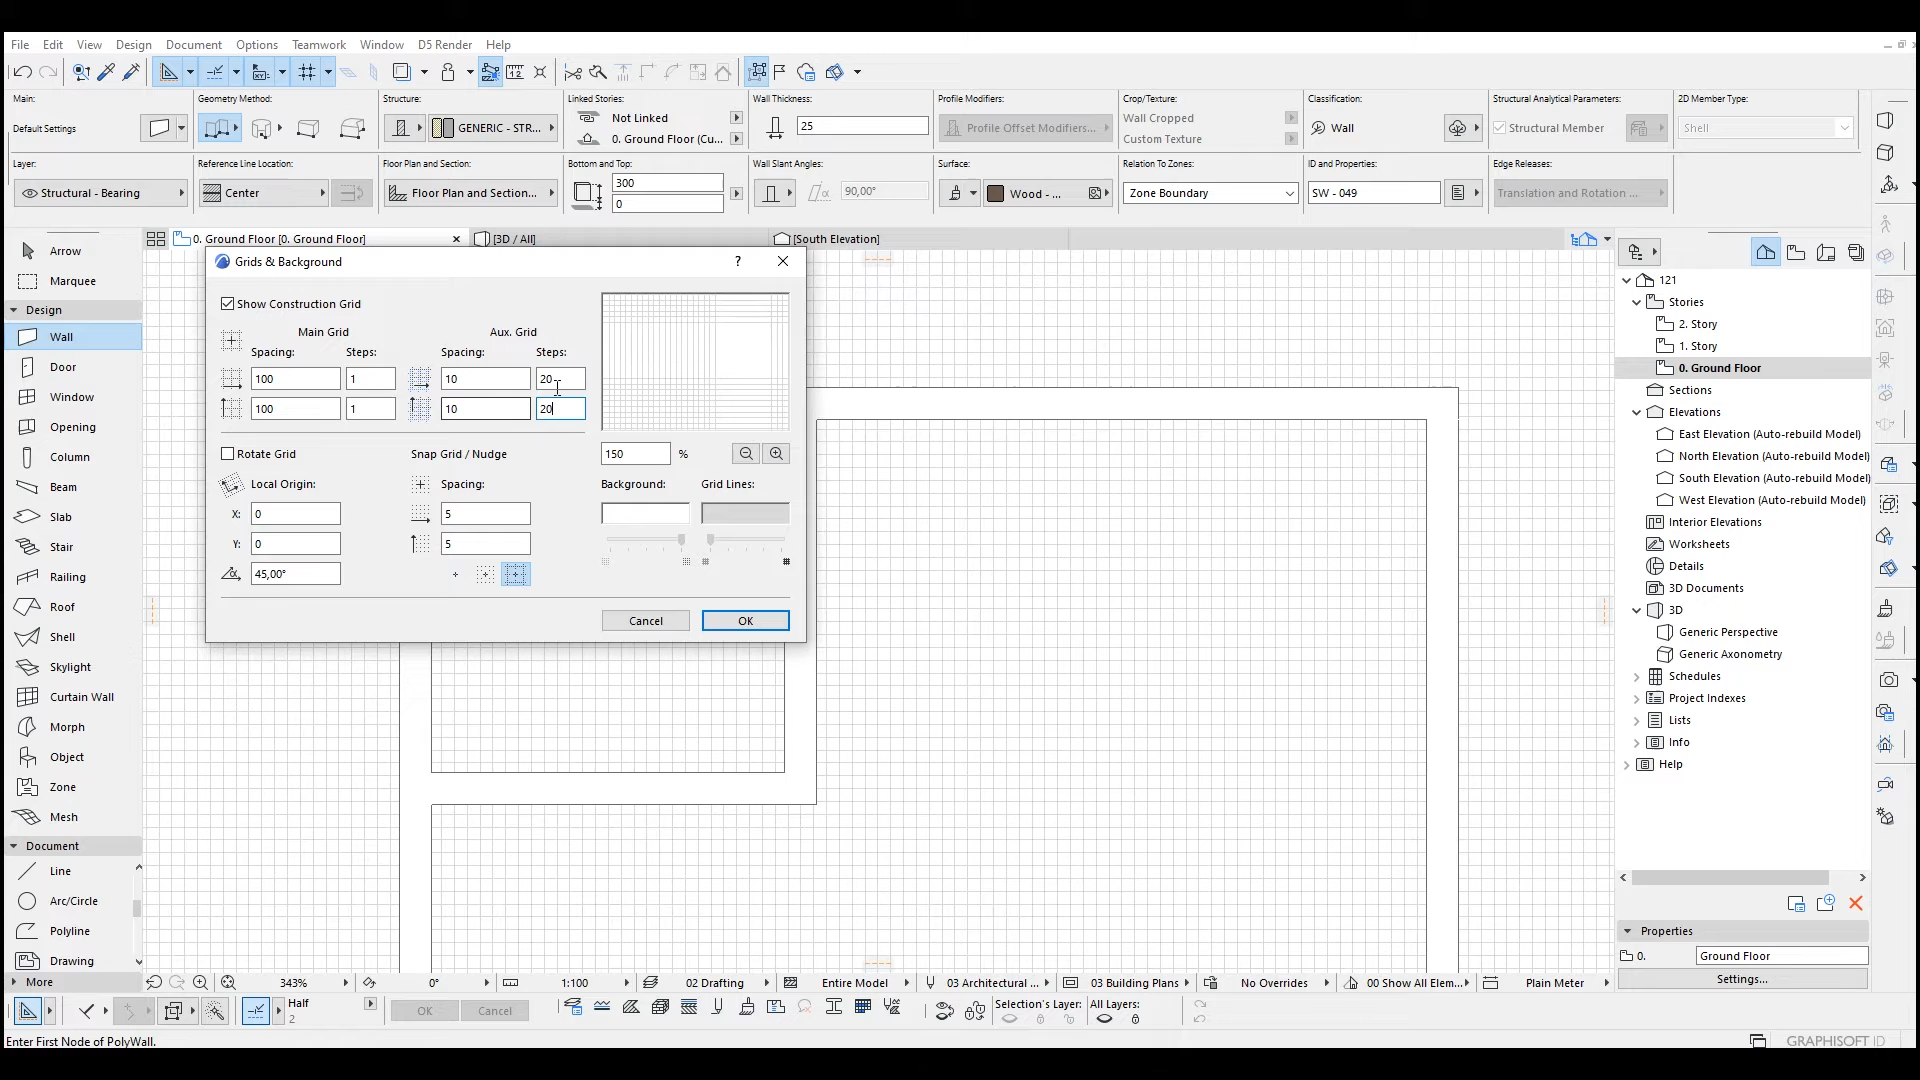 File Edit View Design Document Options Teamwork Window D5 Render Help
Main: Geometry Method: Structure: Linked Stories: Wall Thickness: Profile Modifiers: Crop/Texture: Classification: Structural Analytical Parameters: 2D Member Type:
Not Linked Wall Cropped
Default Settings GENERIC - STR... 25 Profile Offset Modifiers... Wall Structural Member Shell
0. Ground Floor (Cu... Custom Texture
Layer: Reference Line Location: Floor Plan and Section: Bottom and Top: Wall Slant Angles: Surface: Relation To Zones: ID and Properties: Edge Releases:
300
Structural - Bearing Center Floor Plan and Section... 90,00° Wood - ... Zone Boundary SW - 049 Translation and Rotation ...
0
0. Ground Floor [0. Ground Floor] [3D / All] [South Elevation]
Arrow
Marquee
Design
Wall
Door
Window
Opening
Column
Beam
Slab
Stair
Railing
Roof
Shell
Skylight
Curtain Wall
Morph
Object
Zone
Mesh
Document
Line
Arc/Circle
Polyline
Drawing
More
Grids & Background ?
Show Construction Grid
Main Grid Aux. Grid
Spacing: Steps: Spacing: Steps:
100 1 10 20
100 1 10 20
Rotate Grid Snap Grid / Nudge 150 %
Local Origin: Spacing: Background: Grid Lines:
X: 0 5
Y: 0 5
45,00°
Cancel OK
121
Stories
2. Story
1. Story
0. Ground Floor
Sections
Elevations
East Elevation (Auto-rebuild Model)
North Elevation (Auto-rebuild Model)
South Elevation (Auto-rebuild Model)
West Elevation (Auto-rebuild Model)
Interior Elevations
Worksheets
Details
3D Documents
3D
Generic Perspective
Generic Axonometry
Schedules
Project Indexes
Lists
Info
Help
Properties
0. Ground Floor
Settings...
343% 0° 1:100 02 Drafting Entire Model 03 Architectural ... 03 Building Plans No Overrides 00 Show All Elem... Plain Meter
Half
2
OK Cancel
Selection's Layer: All Layers:
Enter First Node of PolyWall.
GRAPHISOFT ID